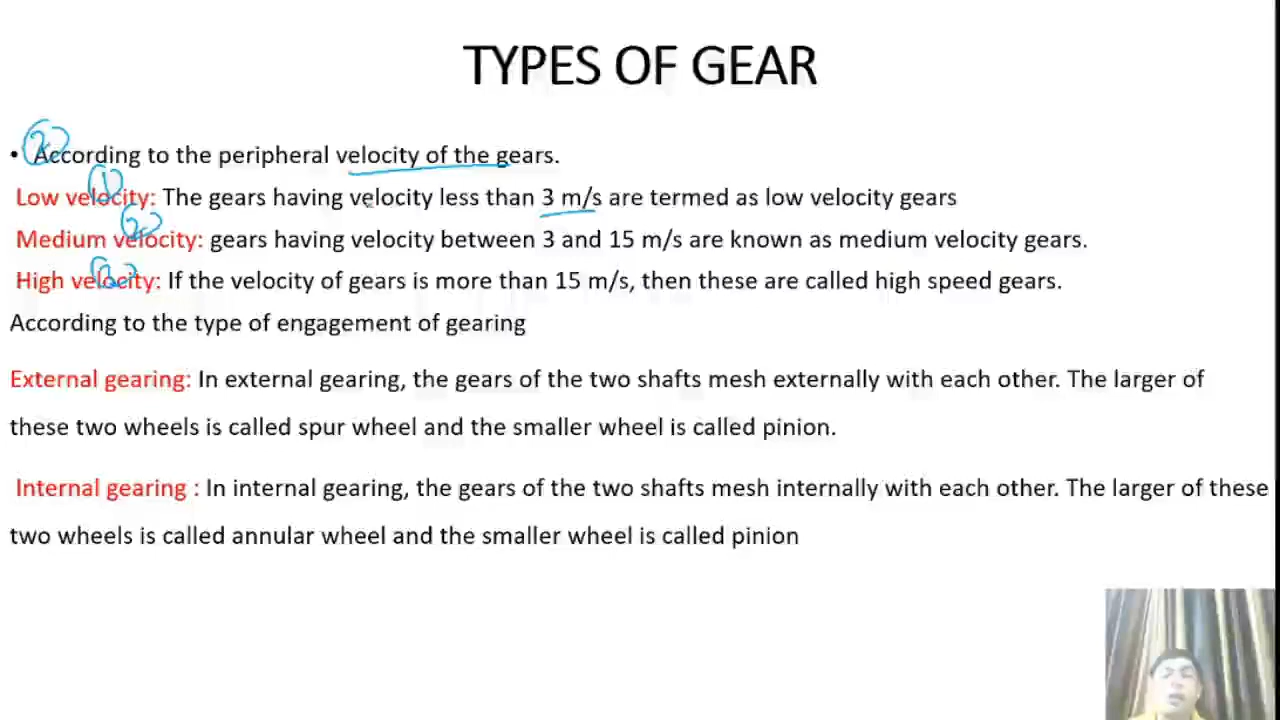 TYPES OF GEAR
• According to the peripheral velocity of the gears.
Low velocity: The gears having velocity less than 3 m/s are termed as low velocity gears
Medium velocity: gears having velocity between 3 and 15 m/s are known as medium velocity gears.
High velocity: If the velocity of gears is more than 15 m/s, then these are called high speed gears.
According to the type of engagement of gearing
External gearing: In external gearing, the gears of the two shafts mesh externally with each other. The larger of
these two wheels is called spur wheel and the smaller wheel is called pinion.
Internal gearing : In internal gearing, the gears of the two shafts mesh internally with each other. The larger of these
two wheels is called annular wheel and the smaller wheel is called pinion